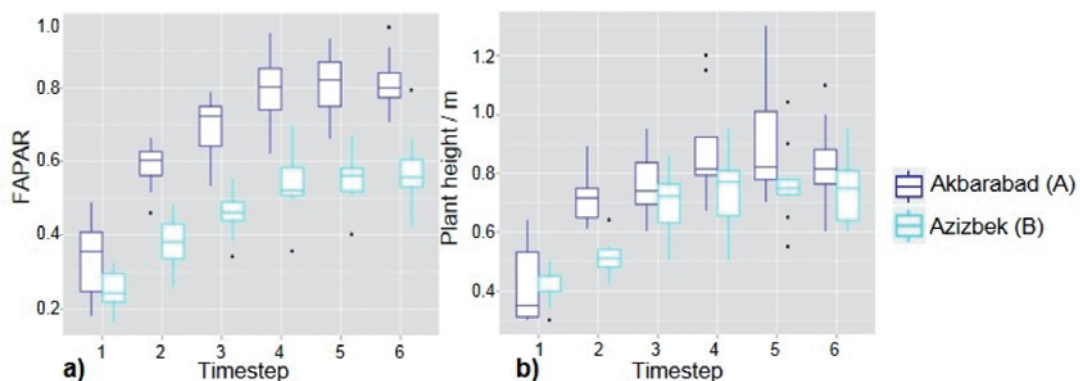 FAPAR
1.0
0.8
0.6
0.4
0.2
1 2 3 4 5 6
a) Timestep
Plant height / m
1.2
1.0
0.8
0.6
0.4
1 2 3 4 5 6
b) Timestep
Akbarabad (A)
Azizbek (B)